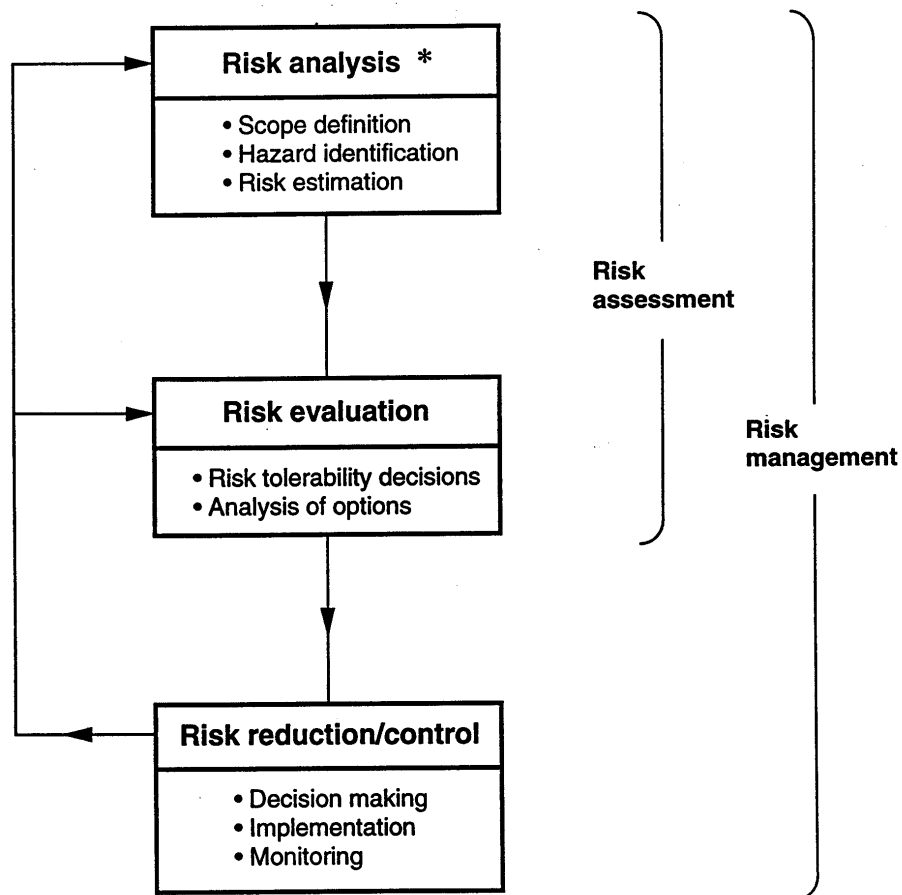 Risk analysis *
• Scope definition
• Hazard identification
• Risk estimation
Risk
assessment
Risk evaluation
• Risk tolerability decisions
• Analysis of options
Risk
management
Risk reduction/control
• Decision making
• Implementation
• Monitoring